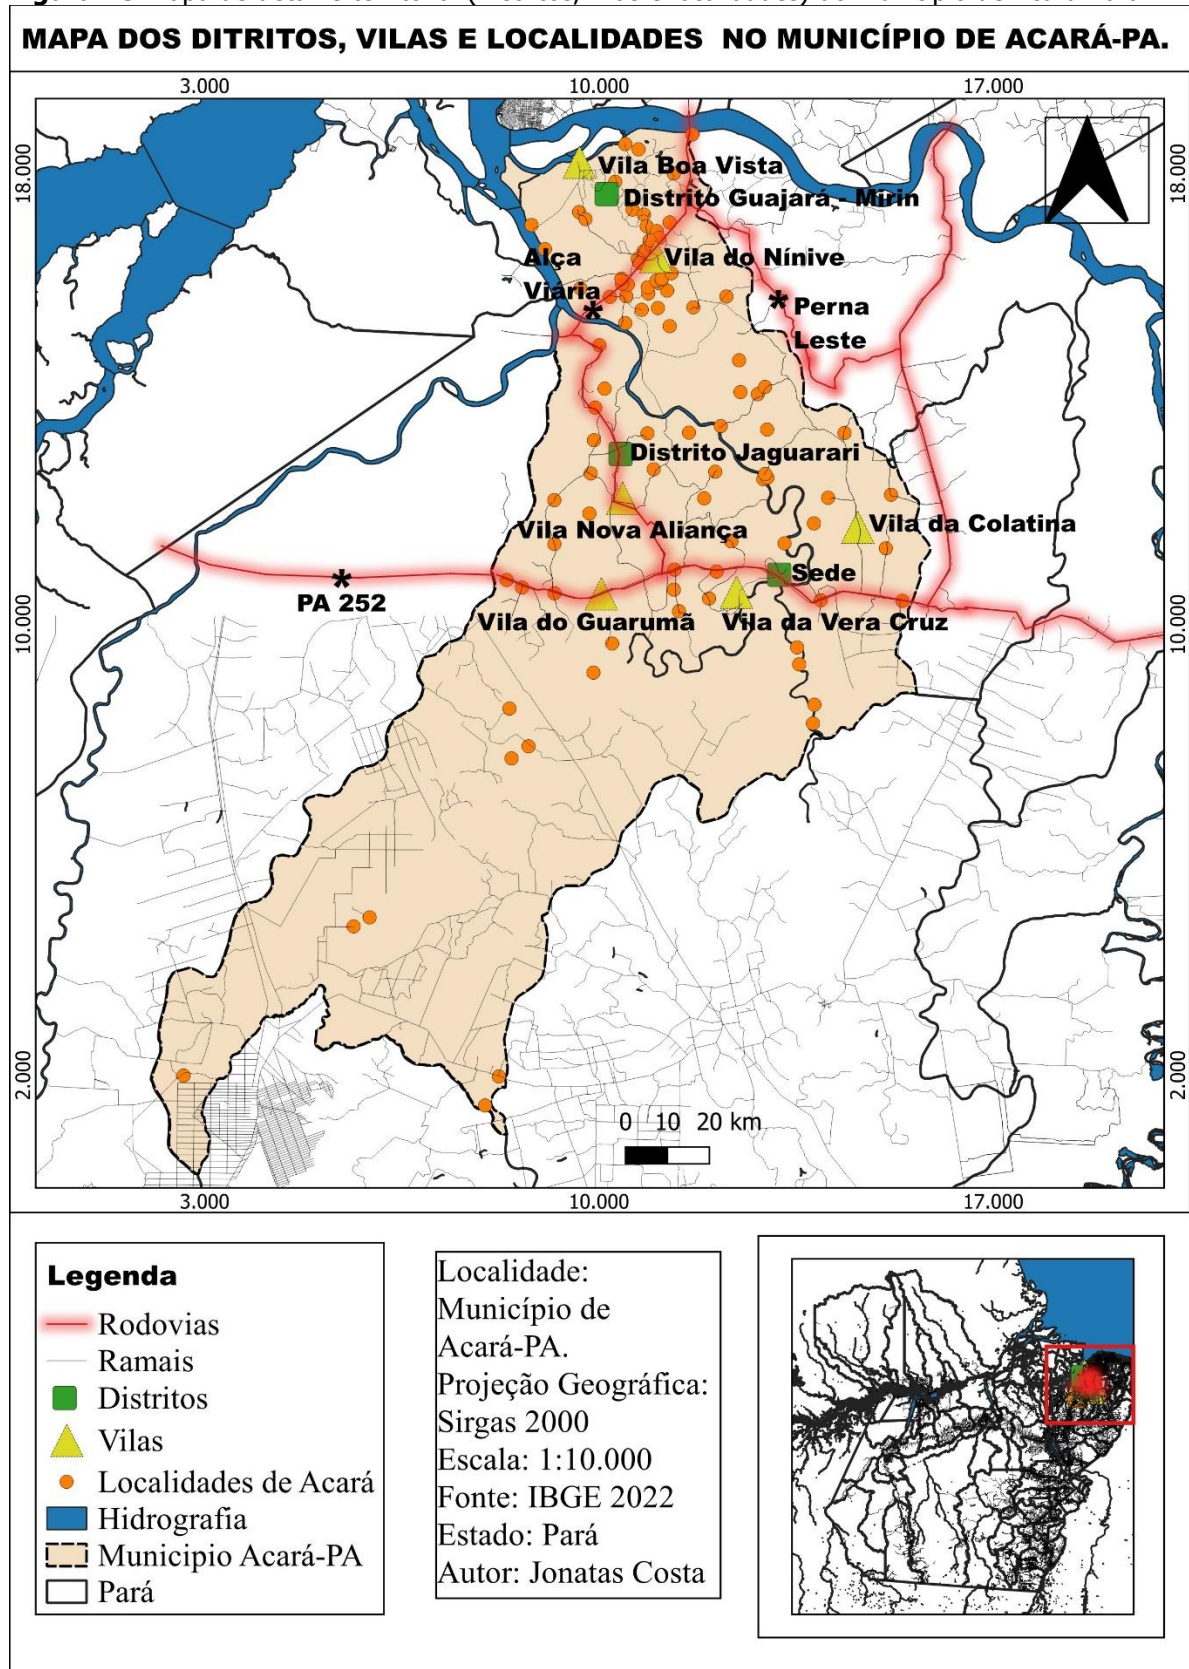 MAPA DOS DITRITOS, VILAS E LOCALIDADES NO MUNICÍPIO DE ACARÁ-PA.
3.000
10.000
17.000
18.000
18.000
Vila Boa Vista
Distrito Guajará - Mirin
Alça
Viária
*
Vila do Nínive
*
Perna
Leste
Distrito Jaguarari
Vila Nova Aliança
Vila da Colatina
*
PA 252
Sede
10.000
10.000
Vila do Guarumã
Vila da Vera Cruz
2.000
2.000
0 10 20 km
3.000
10.000
17.000
Legenda
Rodovias
Ramais
Distritos
Vilas
Localidades de Acará
Hidrografia
Municipio Acará-PA
Pará
Localidade:
Município de
Acará-PA.
Projeção Geográfica:
Sirgas 2000
Escala: 1:10.000
Fonte: IBGE 2022
Estado: Pará
Autor: Jonatas Costa